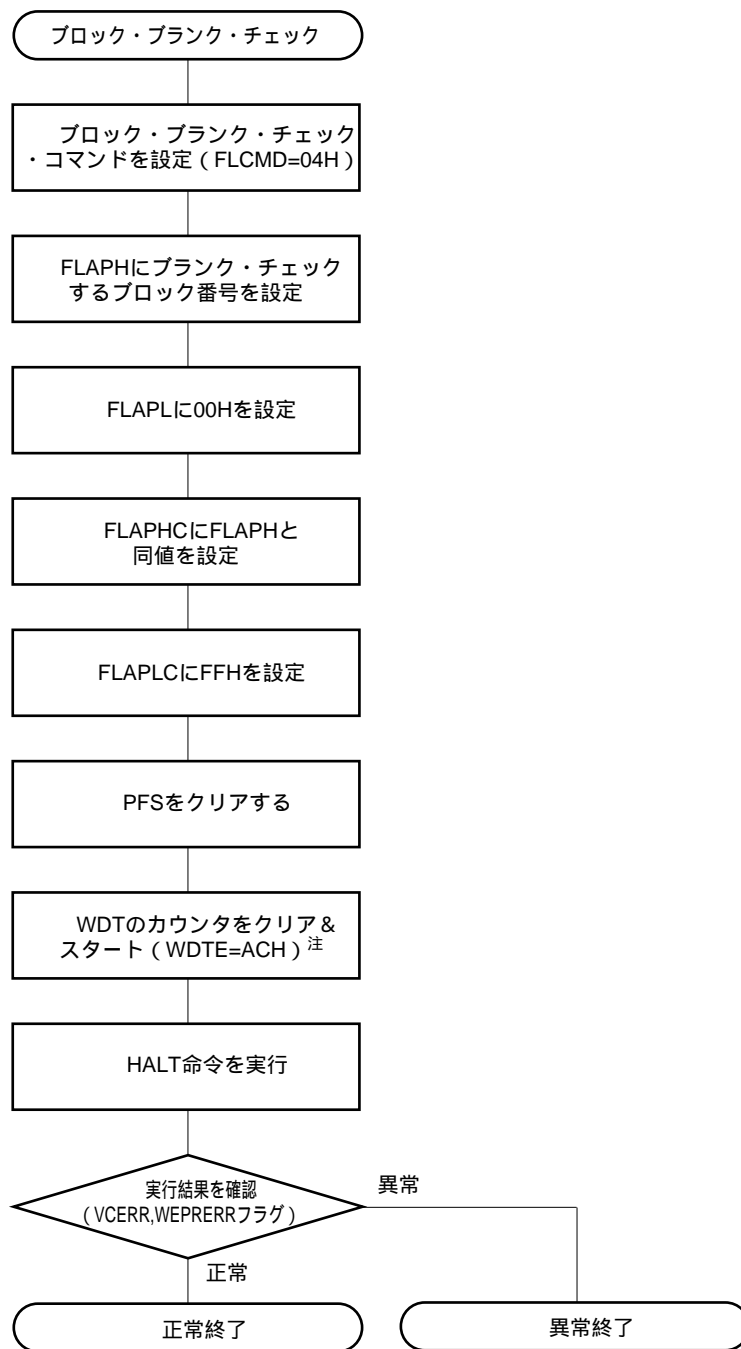 ブロック・ブランク・チェック
ブロック・ブランク・チェック
・コマンドを設定（FLCMD=04H）
FLAPHにブランク・チェック
するブロック番号を設定
FLAPLに00Hを設定
FLAPHCにFLAPHと
同値を設定
FLAPLCにFFHを設定
PFSをクリアする
WDTのカウンタをクリア＆
スタート（WDTE=ACH）注
HALT命令を実行
実行結果を確認
（VCERR,WEPRERRフラグ）
異常
正常
正常終了
異常終了